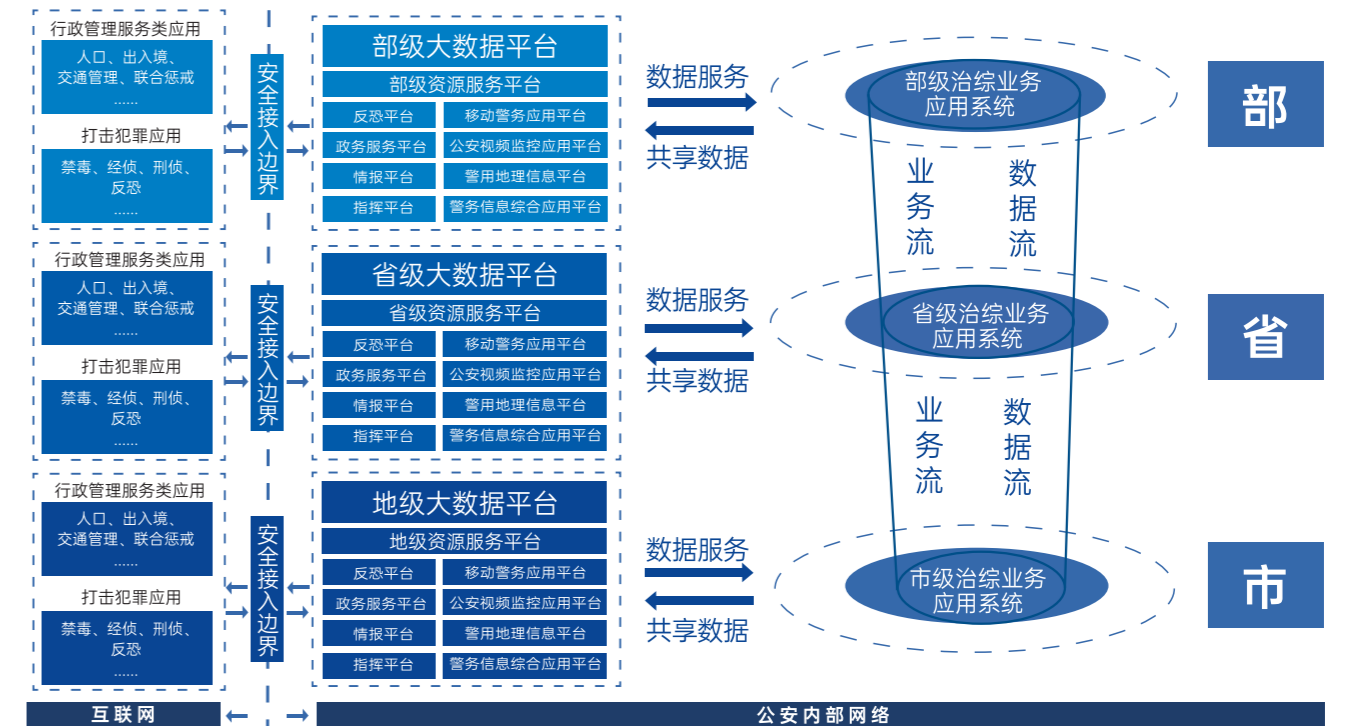 行政管理服务类应用
人口、出入境、
交通管理、联合惩戒
......
打击犯罪应用
禁毒、经侦、刑侦、
反恐
......
安全接入边界
部级大数据平台
部级资源服务平台
反恐平台
移动警务应用平台
政务服务平台
公安视频监控应用平台
情报平台
警用地理信息平台
指挥平台
警务信息综合应用平台
数据服务
共享数据
部级治综业务
应用系统
部
业务流
数据流
行政管理服务类应用
人口、出入境、
交通管理、联合惩戒
......
打击犯罪应用
禁毒、经侦、刑侦、
反恐
......
安全接入边界
省级大数据平台
省级资源服务平台
反恐平台
移动警务应用平台
政务服务平台
公安视频监控应用平台
情报平台
警用地理信息平台
指挥平台
警务信息综合应用平台
数据服务
共享数据
省级治综业务
应用系统
省
业务流
数据流
行政管理服务类应用
人口、出入境、
交通管理、联合惩戒
......
打击犯罪应用
禁毒、经侦、刑侦、
反恐
......
安全接入边界
地级大数据平台
地级资源服务平台
反恐平台
移动警务应用平台
政务服务平台
公安视频监控应用平台
情报平台
警用地理信息平台
指挥平台
警务信息综合应用平台
数据服务
共享数据
市级治综业务
应用系统
市
互联网
公安内部网络